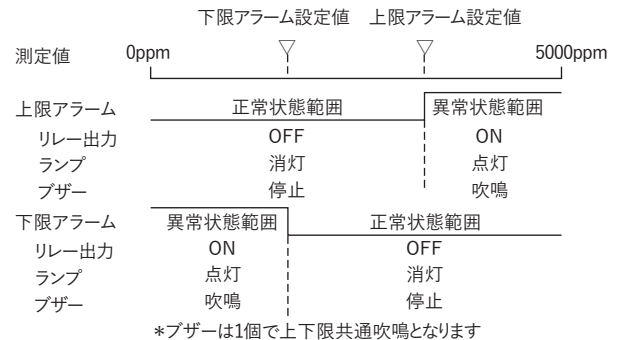 下限アラーム設定値 上限アラーム設定値
測定値 0ppm 5000ppm
上限アラーム 正常状態範囲 異常状態範囲
リレー出力 OFF ON
ランプ 消灯 点灯
ブザー 停止 吹鳴
下限アラーム 異常状態範囲 正常状態範囲
リレー出力 ON OFF
ランプ 点灯 消灯
ブザー 吹鳴 停止
*ブザーは1個で上下限共通吹鳴となります